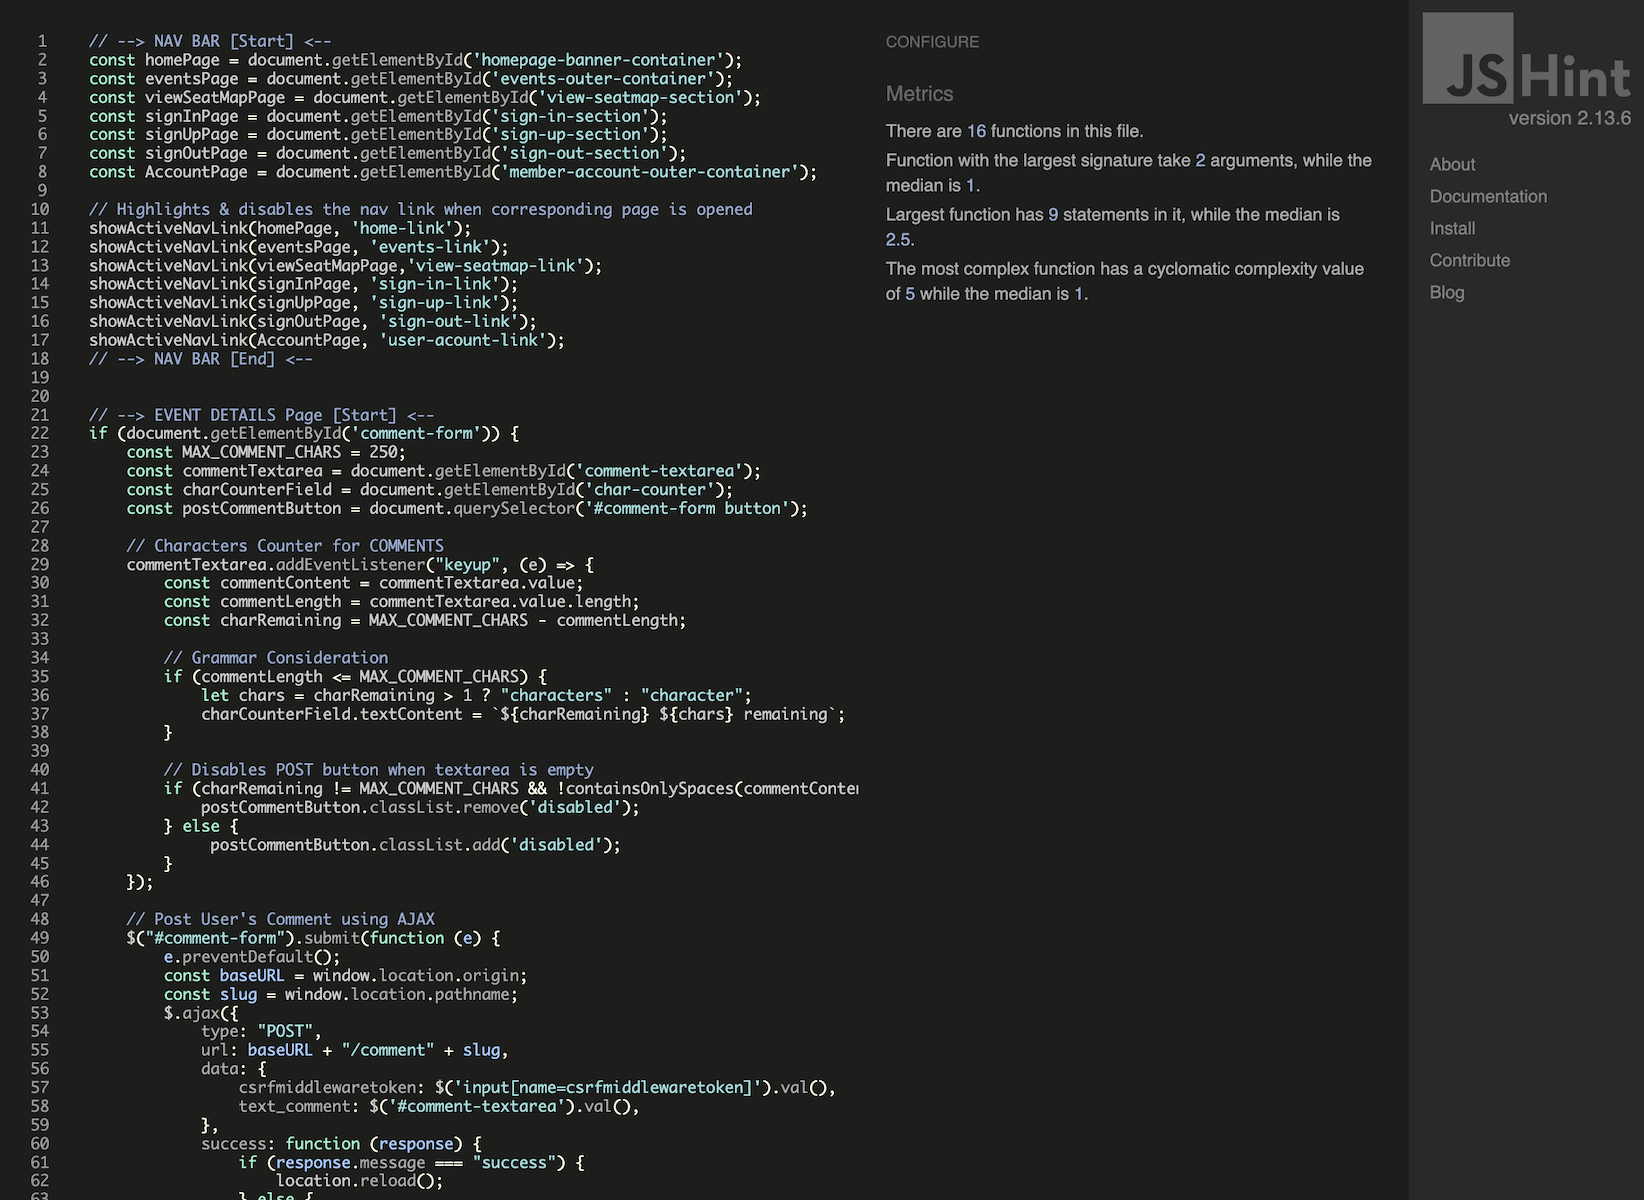 1 // --> NAV BAR [Start] <--
2 const homePage = document.getElementById('homepage-banner-container');
3 const eventsPage = document.getElementById('events-outer-container');
4 const viewSeatMapPage = document.getElementById('view-seatmap-section');
5 const signInPage = document.getElementById('sign-in-section');
6 const signUpPage = document.getElementById('sign-up-section');
7 const signOutPage = document.getElementById('sign-out-section');
8 const AccountPage = document.getElementById('member-account-outer-container');
9
10 // Highlights & disables the nav link when corresponding page is opened
11 showActiveNavLink(homePage, 'home-link');
12 showActiveNavLink(eventsPage, 'events-link');
13 showActiveNavLink(viewSeatMapPage,'view-seatmap-link');
14 showActiveNavLink(signInPage, 'sign-in-link');
15 showActiveNavLink(signUpPage, 'sign-up-link');
16 showActiveNavLink(signOutPage, 'sign-out-link');
17 showActiveNavLink(AccountPage, 'user-acount-link');
18 // --> NAV BAR [End] <--
19
20
21 // --> EVENT DETAILS Page [Start] <--
22 if (document.getElementById('comment-form')) {
23 const MAX_COMMENT_CHARS = 250;
24 const commentTextarea = document.getElementById('comment-textarea');
25 const charCounterField = document.getElementById('char-counter');
26 const postCommentButton = document.querySelector('#comment-form button');
27
28 // Characters Counter for COMMENTS
29 commentTextarea.addEventListener("keyup", (e) => {
30 const commentContent = commentTextarea.value;
31 const commentLength = commentTextarea.value.length;
32 const charRemaining = MAX_COMMENT_CHARS - commentLength;
33
34 // Grammar Consideration
35 if (commentLength <= MAX_COMMENT_CHARS) {
36 let chars = charRemaining > 1 ? "characters" : "character";
37 charCounterField.textContent = `${charRemaining} ${chars} remaining`;
38 }
39
40 // Disables POST button when textarea is empty
41 if (charRemaining != MAX_COMMENT_CHARS && !containsOnlySpaces(commentConte
42 postCommentButton.classList.remove('disabled');
43 } else {
44 postCommentButton.classList.add('disabled');
45 }
46 });
47
48 // Post User's Comment using AJAX
49 $("#comment-form").submit(function (e) {
50 e.preventDefault();
51 const baseURL = window.location.origin;
52 const slug = window.location.pathname;
53 $.ajax({
54 type: "POST",
55 url: baseURL + "/comment" + slug,
56 data: {
57 csrfmiddlewaretoken: $('input[name=csrfmiddlewaretoken]').val(),
58 text_comment: $('#comment-textarea').val(),
59 },
60 success: function (response) {
61 if (response.message === "success") {
62 location.reload();
63 } else {
CONFIGURE
Metrics
There are 16 functions in this file.
Function with the largest signature take 2 arguments, while the
median is 1.
Largest function has 9 statements in it, while the median is
2.5.
The most complex function has a cyclomatic complexity value
of 5 while the median is 1.
JSHint
version 2.13.6
About
Documentation
Install
Contribute
Blog